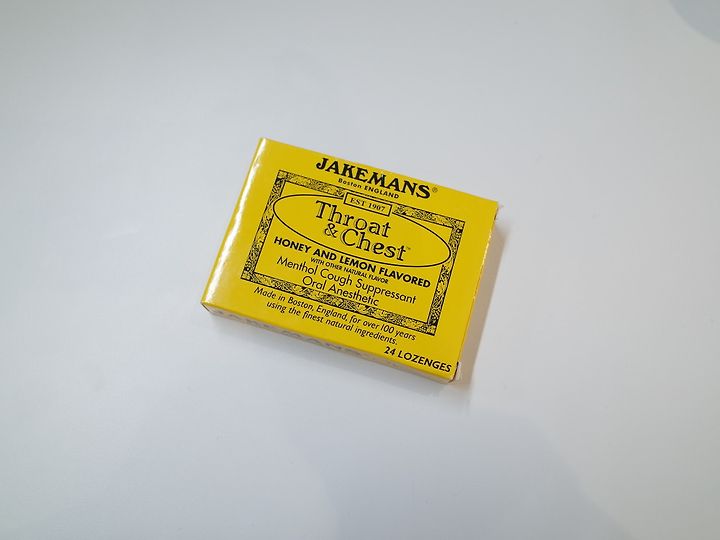 JAKEMANS®
Boston ENGLAND
EST 1907
Throat
& Chest™
HONEY AND LEMON FLAVORED
WITH OTHER NATURAL FLAVOR
Menthol Cough Suppressant
Oral Anesthetic
Made in Boston, England, for over 100 years
using the finest natural ingredients.
24 LOZENGES
JAKEMANS